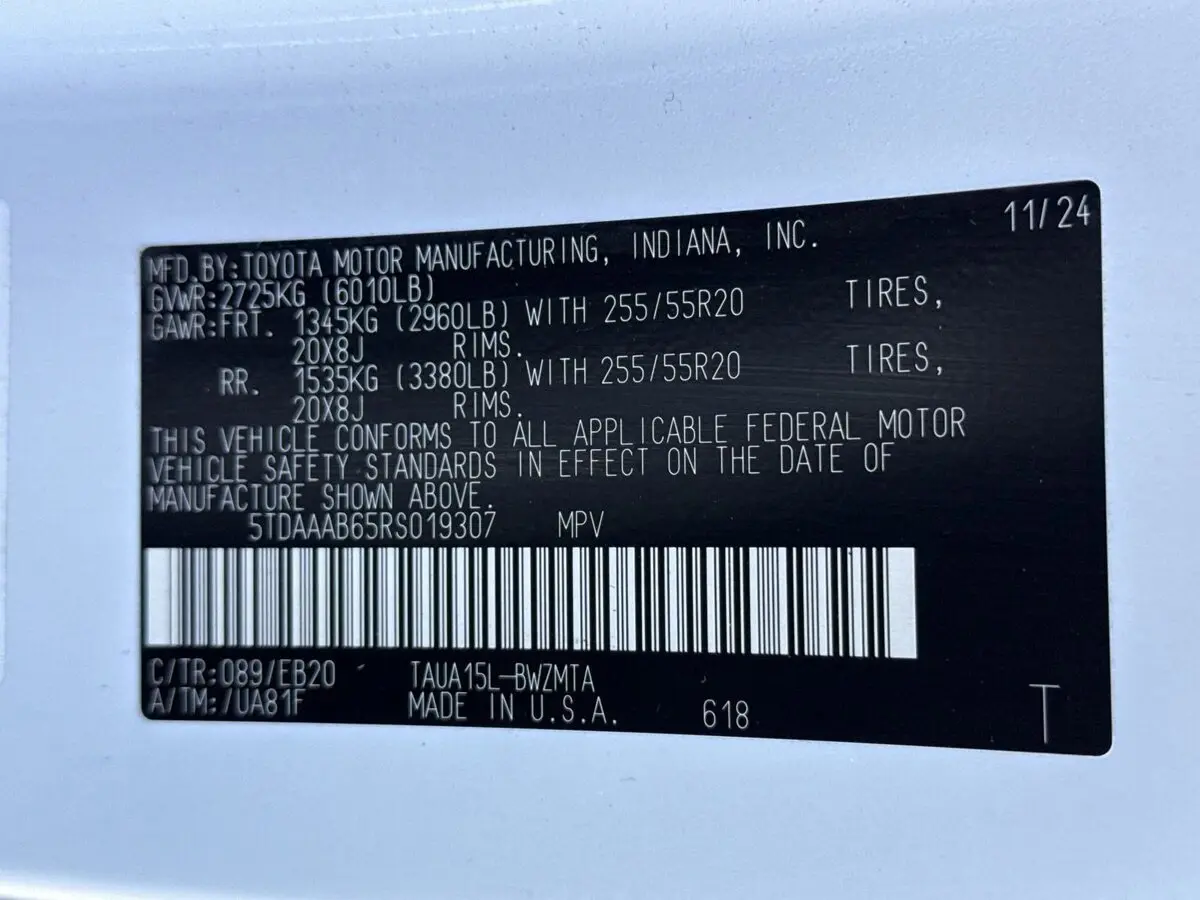 11/24
MFD.BY:TOYOTA MOTOR MANUFACTURING, INDIANA, INC.
GVWR:2725KG (6010LB)
GAWR:FRT. 1345KG (2960LB) WITH 255/55R20 TIRES,
20X8J RIMS.
RR. 1535KG (3380LB) WITH 255/55R20 TIRES,
20X8J RIMS.
THIS VEHICLE CONFORMS TO ALL APPLICABLE FEDERAL MOTOR
VEHICLE SAFETY STANDARDS IN EFFECT ON THE DATE OF
MANUFACTURE SHOWN ABOVE.
5TDAAAB65RS019307 MPV
C/TR:089/EB20 TAUA15L-BWZMTA
A/TM:/UA81F MADE IN U.S.A. 618
T